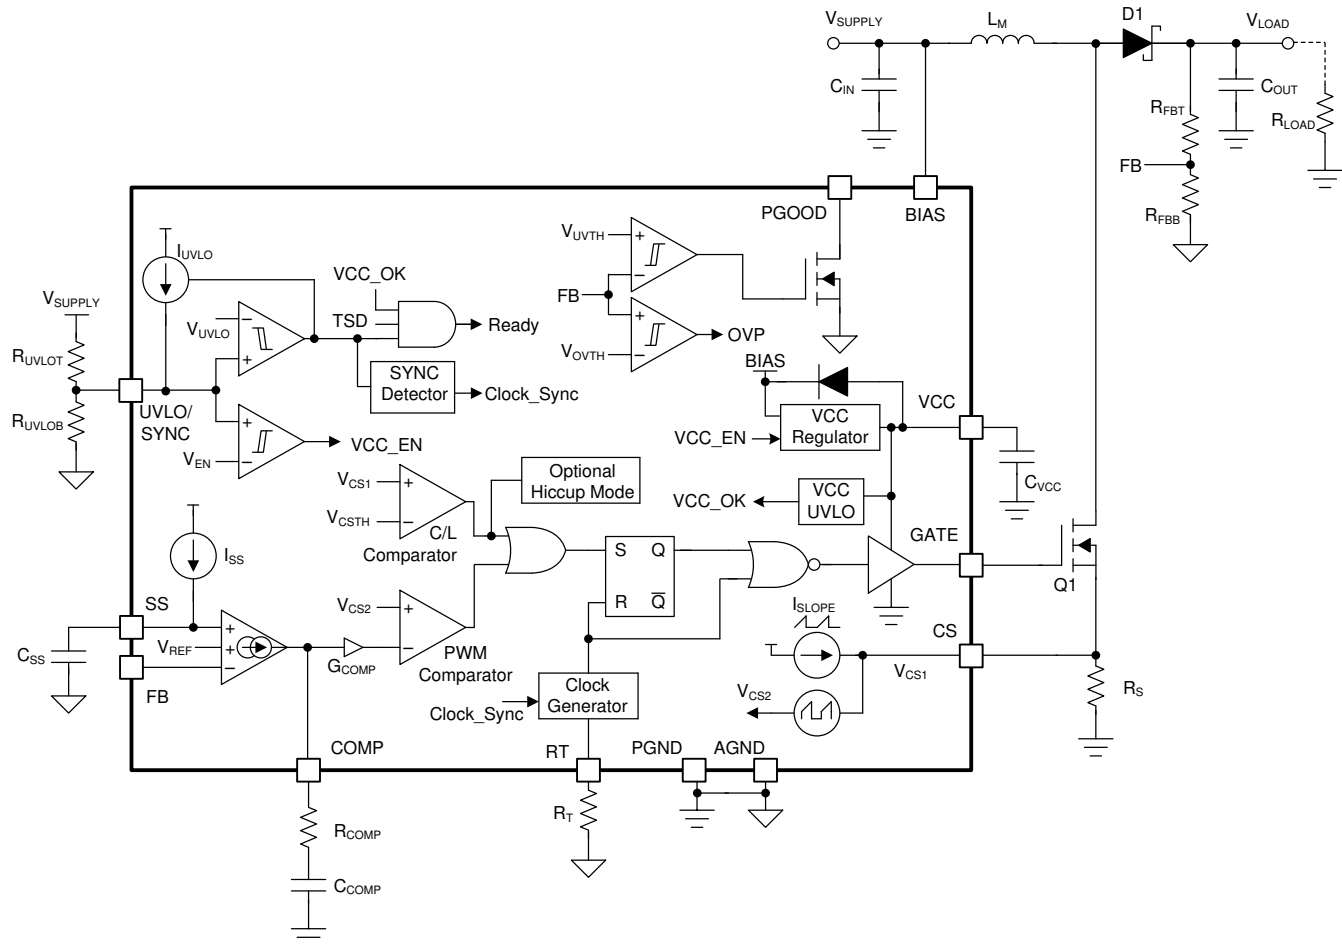 VSUPPLY
LM
D1
VLOAD
CIN
COUT
RFBT
RLOAD
FB
RFBB
PGOOD
BIAS
IUVLO
VUVTH
VCC_OK
FB
VSUPPLY
VUVLO
TSD
Ready
OVP
RUVLOT
VOVTH
BIAS
SYNC
Detector
Clock_Sync
UVLO/
SYNC
RUVLOB
VCC
VCC
Regulator
VCC_EN
VCC_EN
VEN
CVCC
VCS1
Optional
Hiccup Mode
VCC_OK
VCC
UVLO
VCSTH
C/L
Comparator
GATE
ISS
S
Q
R
Q
Q1
SS
VCS2
ISLOPE
CS
VREF
CSS
GCOMP
PWM
Comparator
VCS1
FB
Clock
Generator
Clock_Sync
VCS2
RS
COMP
RT
PGND
AGND
RT
RCOMP
CCOMP